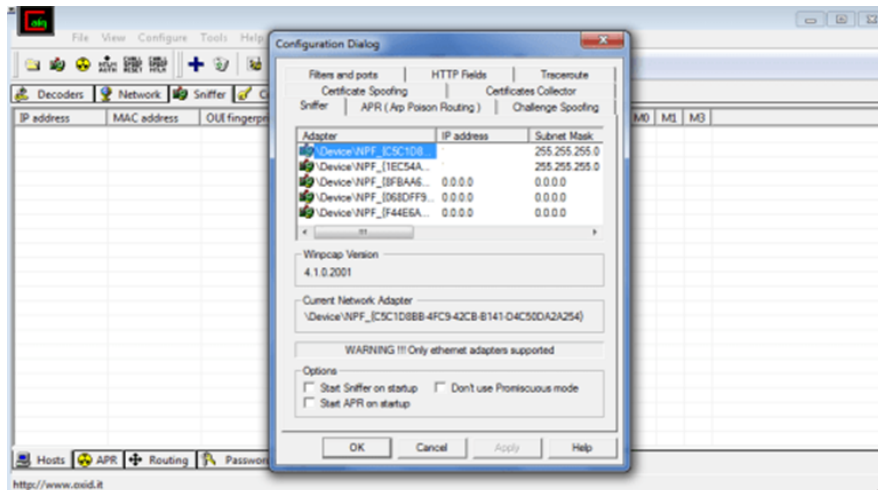 File View Configure Tools Help
Configuration Dialog
Decoders Network Sniffer
IP address MAC address OUI fingerpr
M0 M1 M3
Filters and ports HTTP Fields Traceroute
Certificate Spoofing Certificates Collector
Sniffer APR ( Arp Poison Routing ) Challenge Spoofing
Adapter IP address Subnet Mask
\Device\NPF_{C5C1D8... 255.255.255.0
\Device\NPF_{1EC54A... 255.255.255.0
\Device\NPF_{8FBAA6... 0.0.0.0 0.0.0.0
\Device\NPF_{068DFF9... 0.0.0.0 0.0.0.0
\Device\NPF_{F44E6A... 0.0.0.0 0.0.0.0
Winpcap Version
4.1.0.2001
Current Network Adapter
\Device\NPF_{C5C1D8BB-4FC9-42CB-B141-D4C50DA2A254}
WARNING !!! Only ethernet adapters supported
Options
Start Sniffer on startup Don't use Promiscuous mode
Start APR on startup
OK Cancel Apply Help
Hosts APR Routing Passwor
http://www.oxid.it